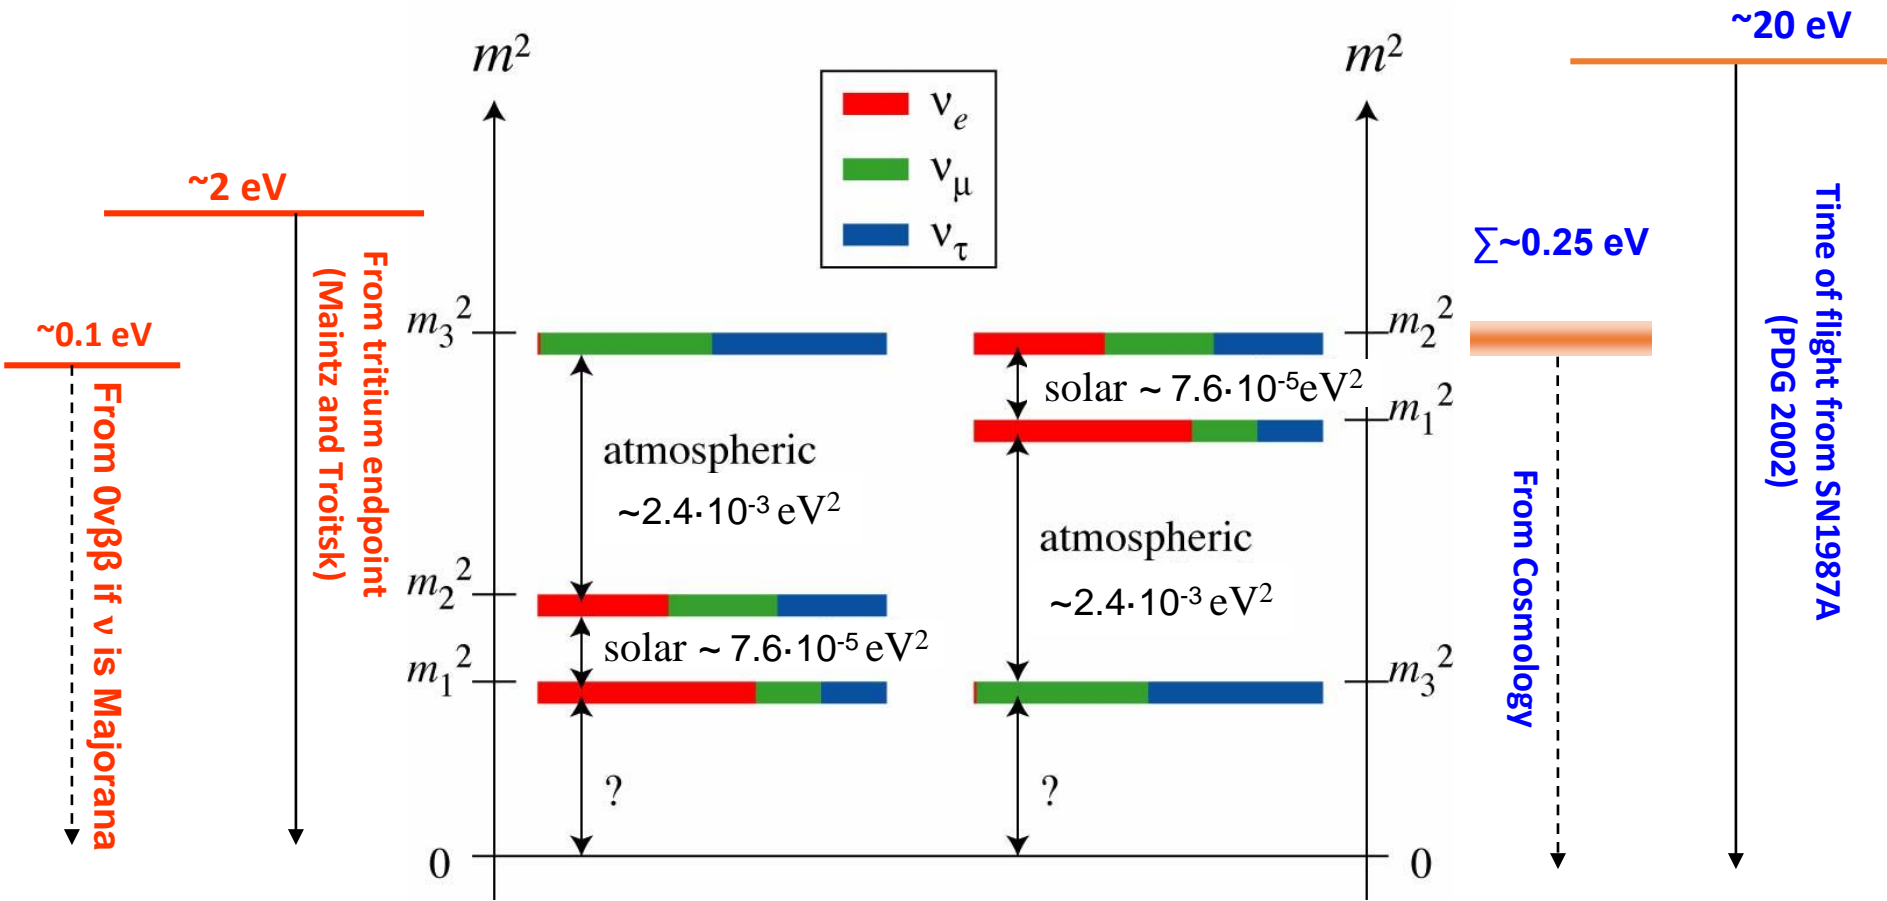 ~20 eV
m²
m²
νₑ
ν_μ
ν_τ
~2 eV
From tritium endpoint
(Maintz and Troitsk)
~0.1 eV
From 0νββ if ν is Majorana
m₃²
atmospheric
~2.4·10⁻³ eV²
m₂²
solar ~ 7.6·10⁻⁵ eV²
m₁²
?
0
m₂²
solar ~ 7.6·10⁻⁵eV²
m₁²
atmospheric
~2.4·10⁻³ eV²
m₃²
?
0
∑~0.25 eV
From Cosmology
Time of flight from SN1987A
(PDG 2002)